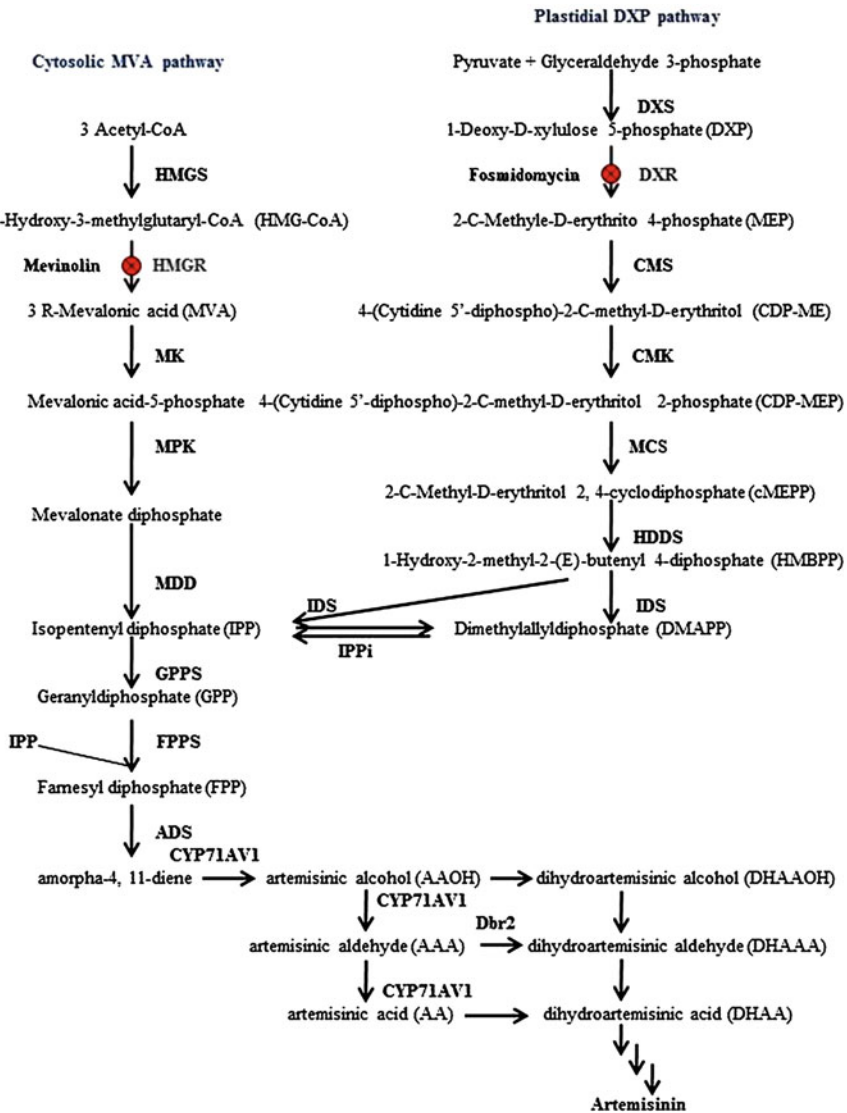 Plastidial DXP pathway
Cytosolic MVA pathway
Pyruvate + Glyceraldehyde 3-phosphate
DXS
3 Acetyl-CoA
1-Deoxy-D-xylulose 5-phosphate (DXP)
HMGS
Fosmidomycin DXR
-Hydroxy-3-methylglutaryl-CoA (HMG-CoA)
2-C-Methyle-D-erythrito 4-phosphate (MEP)
Mevinolin HMGR
CMS
3 R-Mevalonic acid (MVA)
4-(Cytidine 5'-diphospho)-2-C-methyl-D-erythritol (CDP-ME)
MK
CMK
Mevalonic acid-5-phosphate
4-(Cytidine 5'-diphospho)-2-C-methyl-D-erythritol 2-phosphate (CDP-MEP)
MPK
MCS
2-C-Methyl-D-erythritol 2, 4-cyclodiphosphate (cMEPP)
Mevalonate diphosphate
HDDS
1-Hydroxy-2-methyl-2-(E)-butenyl 4-diphosphate (HMBPP)
MDD
IDS
IDS
Isopentenyl diphosphate (IPP)
Dimethylallyldiphosphate (DMAPP)
IPPi
GPPS
Geranyldiphosphate (GPP)
IPP
FPPS
Farnesyl diphosphate (FPP)
ADS
CYP71AV1
amorpha-4, 11-diene
artemisinic alcohol (AAOH)
dihydroartemisinic alcohol (DHAAOH)
CYP71AV1
Dbr2
artemisinic aldehyde (AAA)
dihydroartemisinic aldehyde (DHAAA)
CYP71AV1
artemisinic acid (AA)
dihydroartemisinic acid (DHAA)
Artemisinin